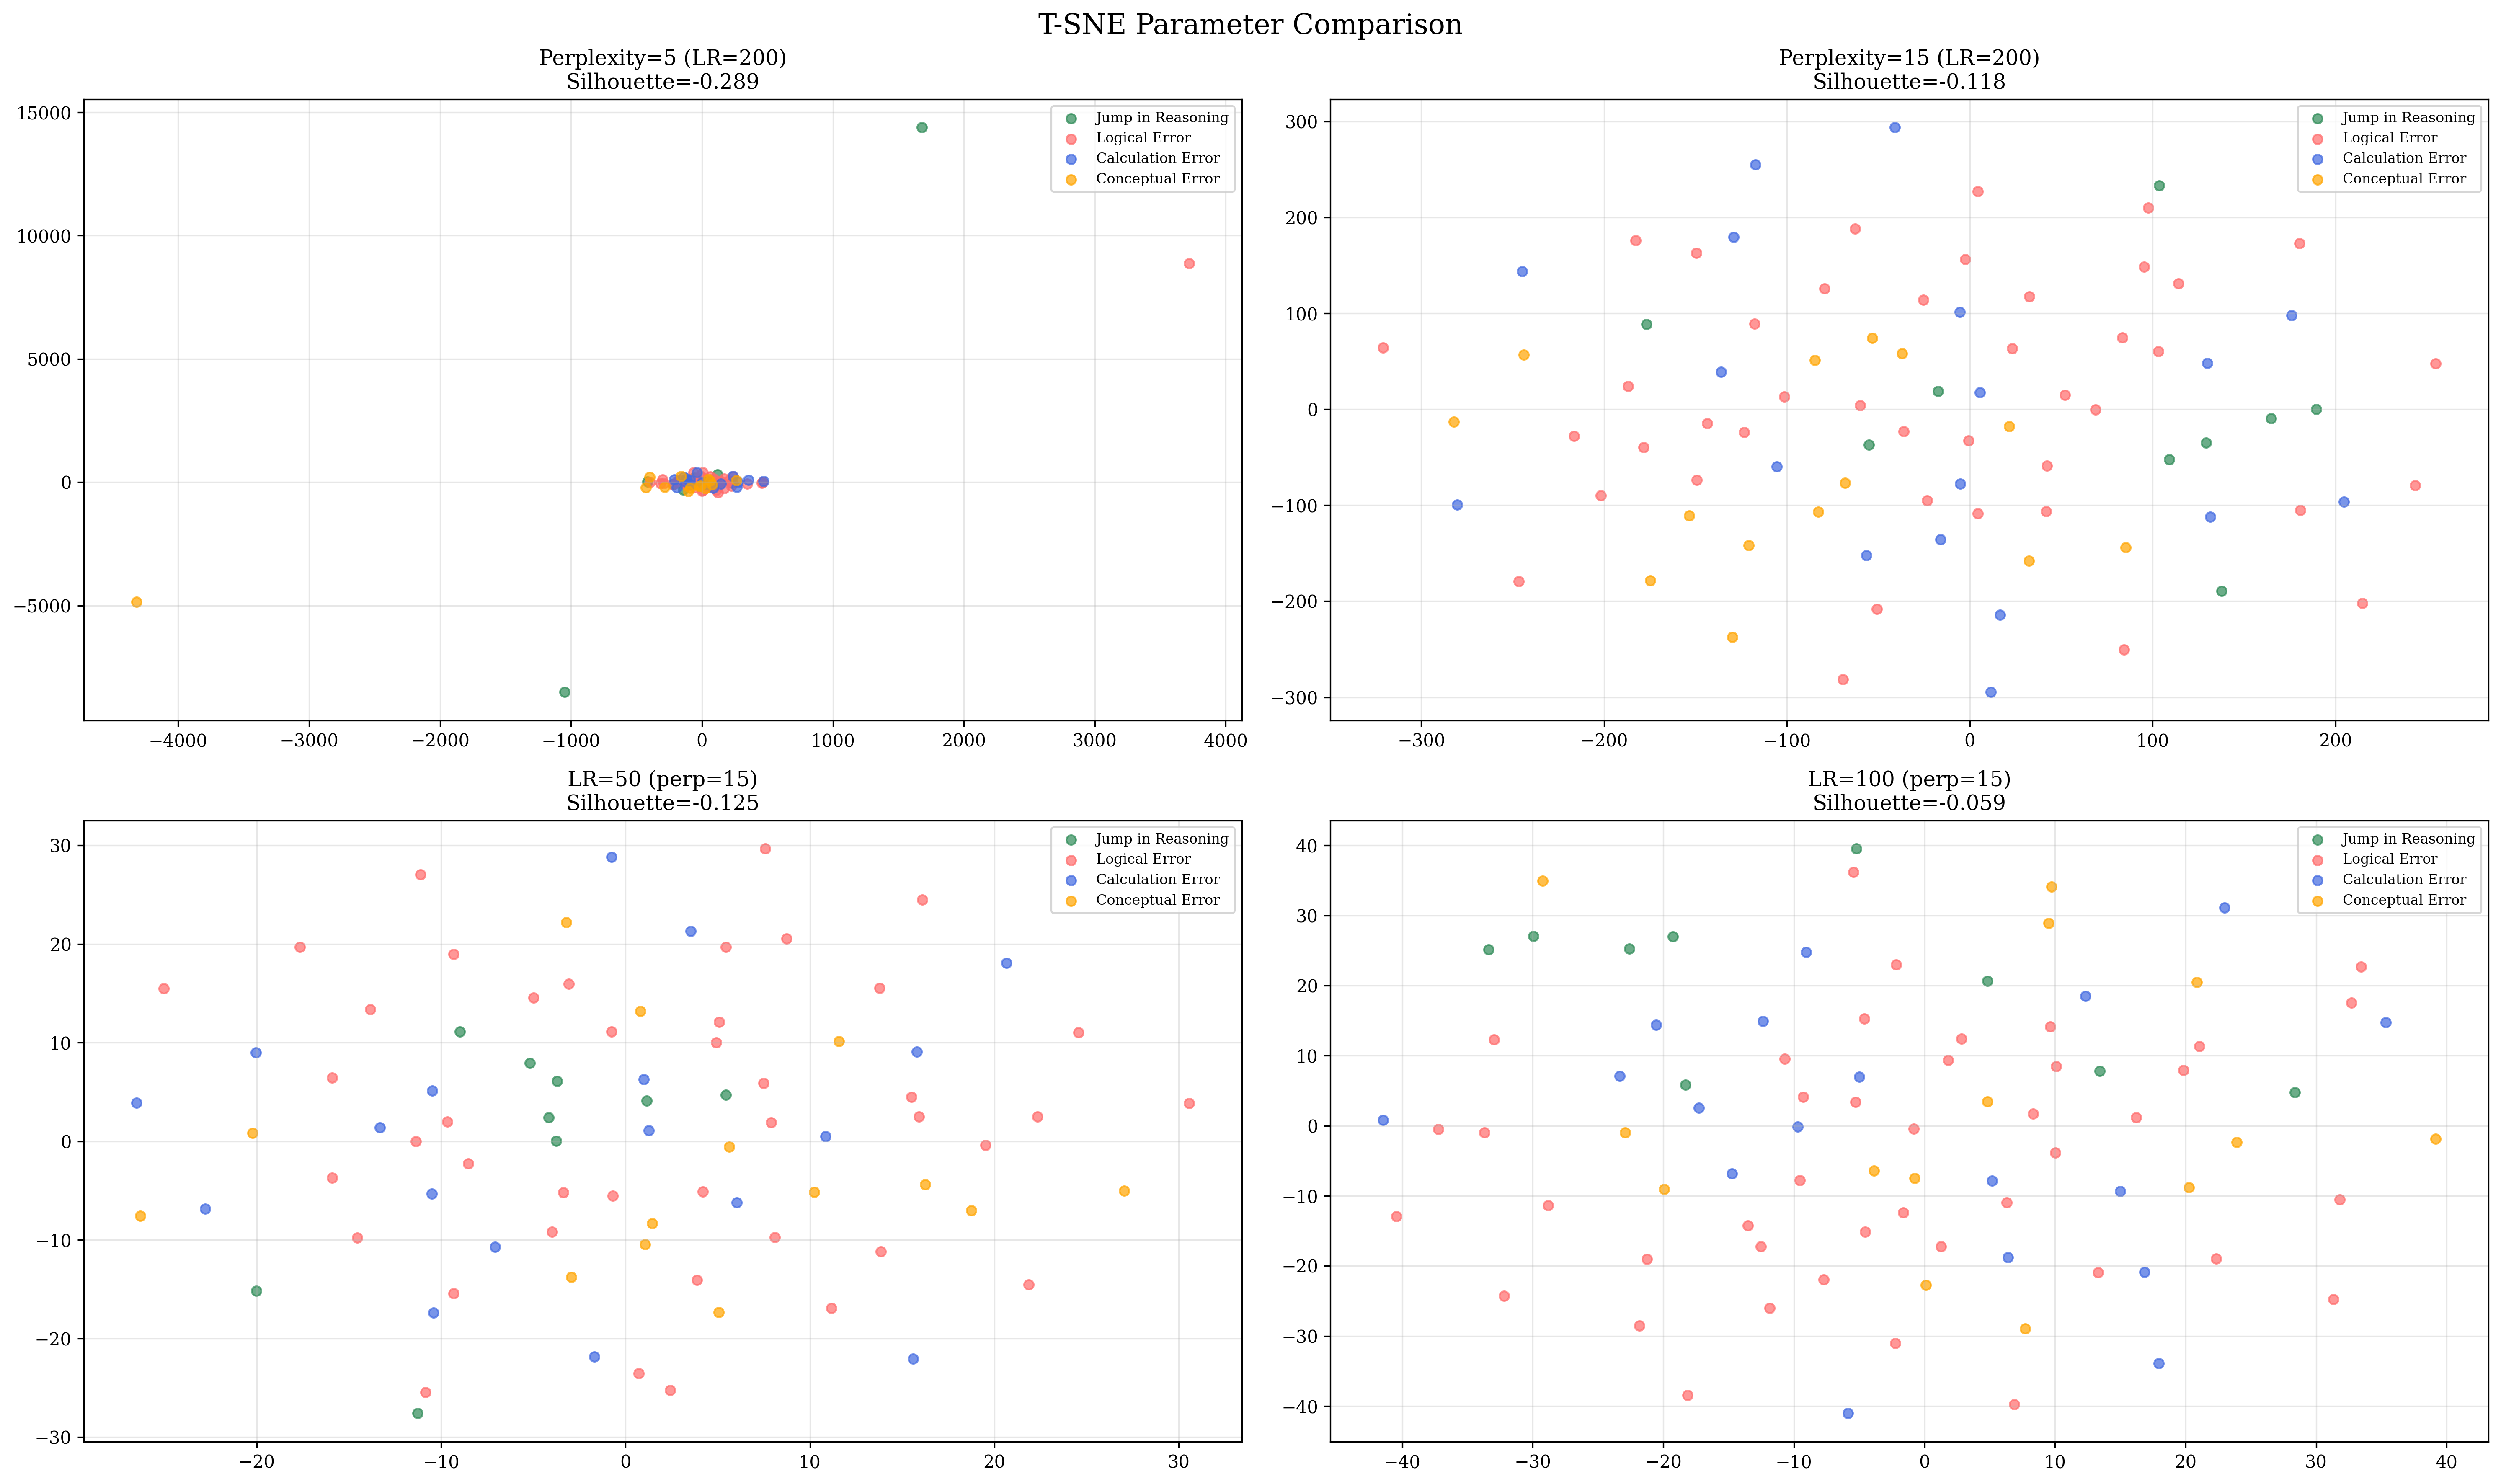 T-SNE Parameter Comparison
Perplexity=5 (LR=200)
Silhouette=-0.289
15000
10000
5000
0
−5000
−4000
−3000
−2000
−1000
0
1000
2000
3000
4000
Jump in Reasoning
Logical Error
Calculation Error
Conceptual Error
Perplexity=15 (LR=200)
Silhouette=-0.118
300
200
100
0
−100
−200
−300
−300
−200
−100
0
100
200
Jump in Reasoning
Logical Error
Calculation Error
Conceptual Error
LR=50 (perp=15)
Silhouette=-0.125
30
20
10
0
−10
−20
−30
−20
−10
0
10
20
30
Jump in Reasoning
Logical Error
Calculation Error
Conceptual Error
LR=100 (perp=15)
Silhouette=-0.059
40
30
20
10
0
−10
−20
−30
−40
−40
−30
−20
−10
0
10
20
30
40
Jump in Reasoning
Logical Error
Calculation Error
Conceptual Error